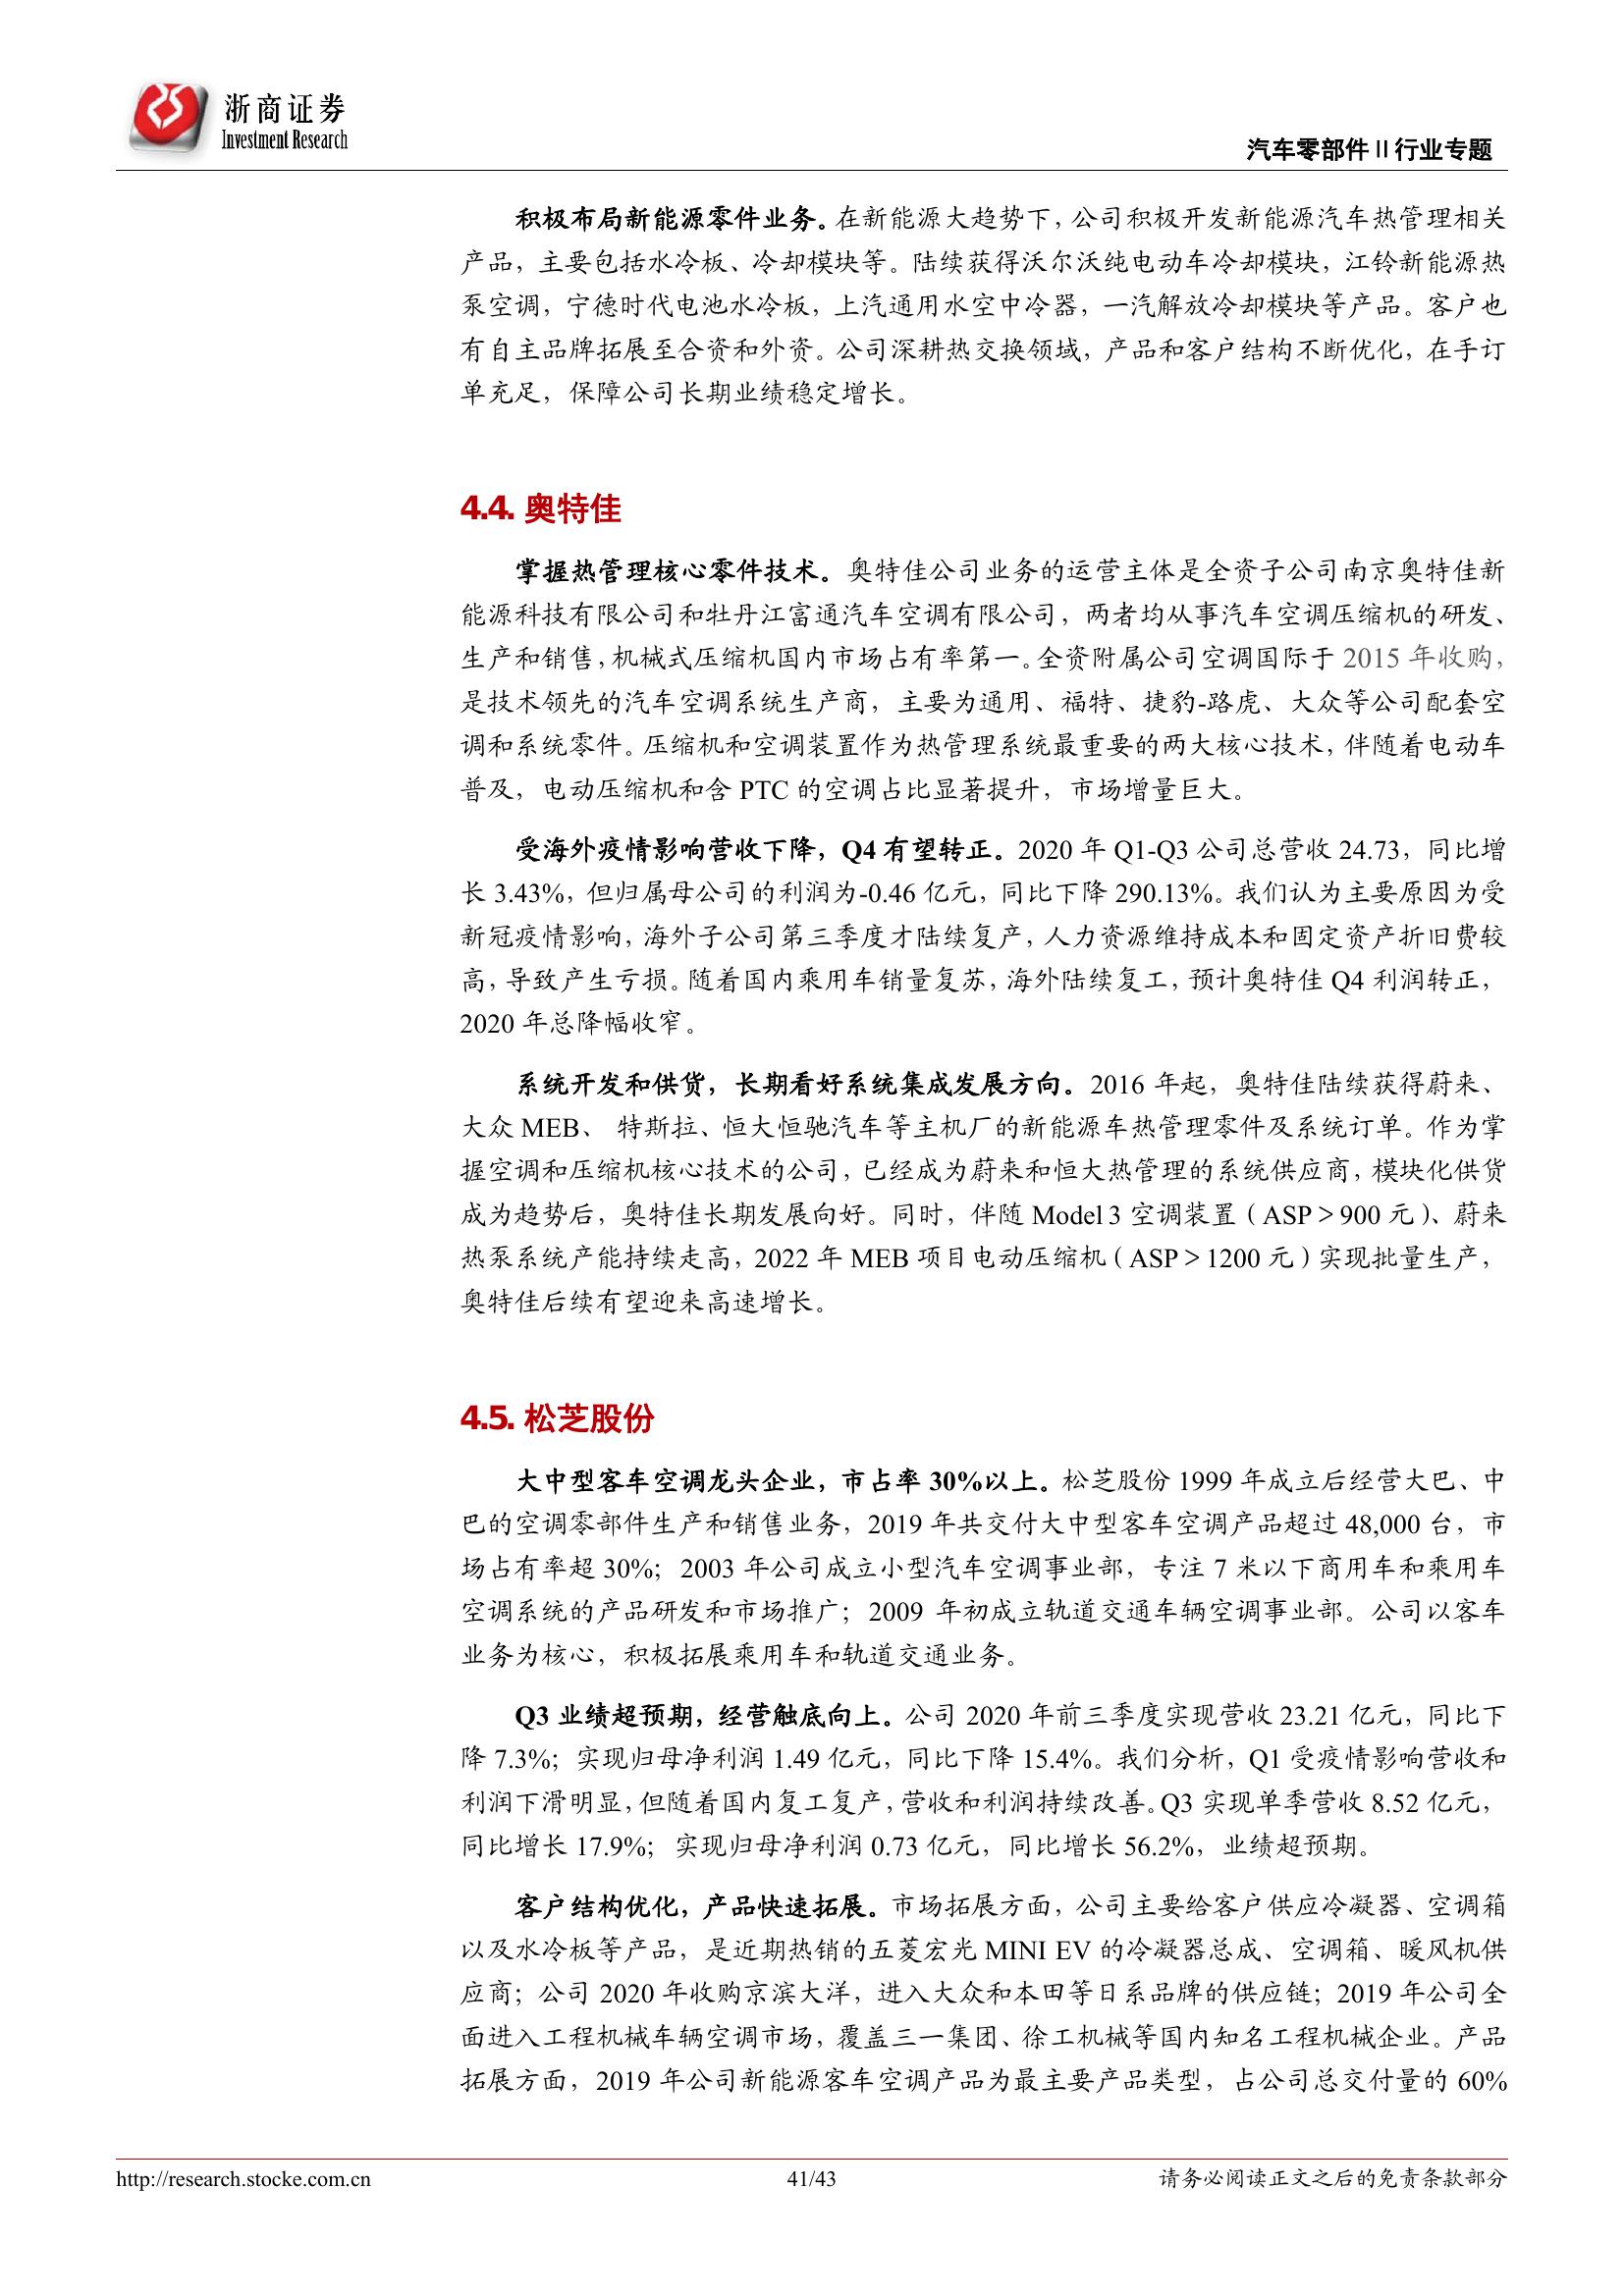 浙商证券
Investment Research
汽车零部件Ⅱ行业专题
积极布局新能源零件业务。在新能源大趋势下，公司积极开发新能源汽车热管理相关
产品，主要包括水冷板、冷却模块等。陆续获得沃尔沃纯电动车冷却模块，江铃新能源热
泵空调，宁德时代电池水冷板，上汽通用水空中冷器，一汽解放冷却模块等产品。客户也
有自主品牌拓展至合资和外资。公司深耕热交换领域，产品和客户结构不断优化，在手订
单充足，保障公司长期业绩稳定增长。
4.4. 奥特佳
掌握热管理核心零件技术。奥特佳公司业务的运营主体是全资子公司南京奥特佳新
能源科技有限公司和牡丹江富通汽车空调有限公司，两者均从事汽车空调压缩机的研发、
生产和销售，机械式压缩机国内市场占有率第一。全资附属公司空调国际于 2015 年收购，
是技术领先的汽车空调系统生产商，主要为通用、福特、捷豹-路虎、大众等公司配套空
调和系统零件。压缩机和空调装置作为热管理系统最重要的两大核心技术，伴随着电动车
普及，电动压缩机和含 PTC 的空调占比显著提升，市场增量巨大。
受海外疫情影响营收下降，Q4 有望转正。2020 年 Q1-Q3 公司总营收 24.73，同比增
长 3.43%，但归属母公司的利润为-0.46 亿元，同比下降 290.13%。我们认为主要原因为受
新冠疫情影响，海外子公司第三季度才陆续复产，人力资源维持成本和固定资产折旧费较
高，导致产生亏损。随着国内乘用车销量复苏，海外陆续复工，预计奥特佳 Q4 利润转正，
2020 年总降幅收窄。
系统开发和供货，长期看好系统集成发展方向。2016 年起，奥特佳陆续获得蔚来、
大众 MEB、 特斯拉、恒大恒驰汽车等主机厂的新能源车热管理零件及系统订单。作为掌
握空调和压缩机核心技术的公司，已经成为蔚来和恒大热管理的系统供应商，模块化供货
成为趋势后，奥特佳长期发展向好。同时，伴随 Model 3 空调装置（ASP＞900 元）、蔚来
热泵系统产能持续走高，2022 年 MEB 项目电动压缩机（ASP＞1200 元）实现批量生产，
奥特佳后续有望迎来高速增长。
4.5. 松芝股份
大中型客车空调龙头企业，市占率 30%以上。松芝股份 1999 年成立后经营大巴、中
巴的空调零部件生产和销售业务，2019 年共交付大中型客车空调产品超过 48,000 台，市
场占有率超 30%；2003 年公司成立小型汽车空调事业部，专注 7 米以下商用车和乘用车
空调系统的产品研发和市场推广；2009 年初成立轨道交通车辆空调事业部。公司以客车
业务为核心，积极拓展乘用车和轨道交通业务。
Q3 业绩超预期，经营触底向上。公司 2020 年前三季度实现营收 23.21 亿元，同比下
降 7.3%；实现归母净利润 1.49 亿元，同比下降 15.4%。我们分析，Q1 受疫情影响营收和
利润下滑明显，但随着国内复工复产，营收和利润持续改善。Q3 实现单季营收 8.52 亿元，
同比增长 17.9%；实现归母净利润 0.73 亿元，同比增长 56.2%，业绩超预期。
客户结构优化，产品快速拓展。市场拓展方面，公司主要给客户供应冷凝器、空调箱
以及水冷板等产品，是近期热销的五菱宏光 MINI EV 的冷凝器总成、空调箱、暖风机供
应商；公司 2020 年收购京滨大洋，进入大众和本田等日系品牌的供应链；2019 年公司全
面进入工程机械车辆空调市场，覆盖三一集团、徐工机械等国内知名工程机械企业。产品
拓展方面，2019 年公司新能源客车空调产品为最主要产品类型，占公司总交付量的 60%
http://research.stocke.com.cn
41/43
请务必阅读正文之后的免责条款部分